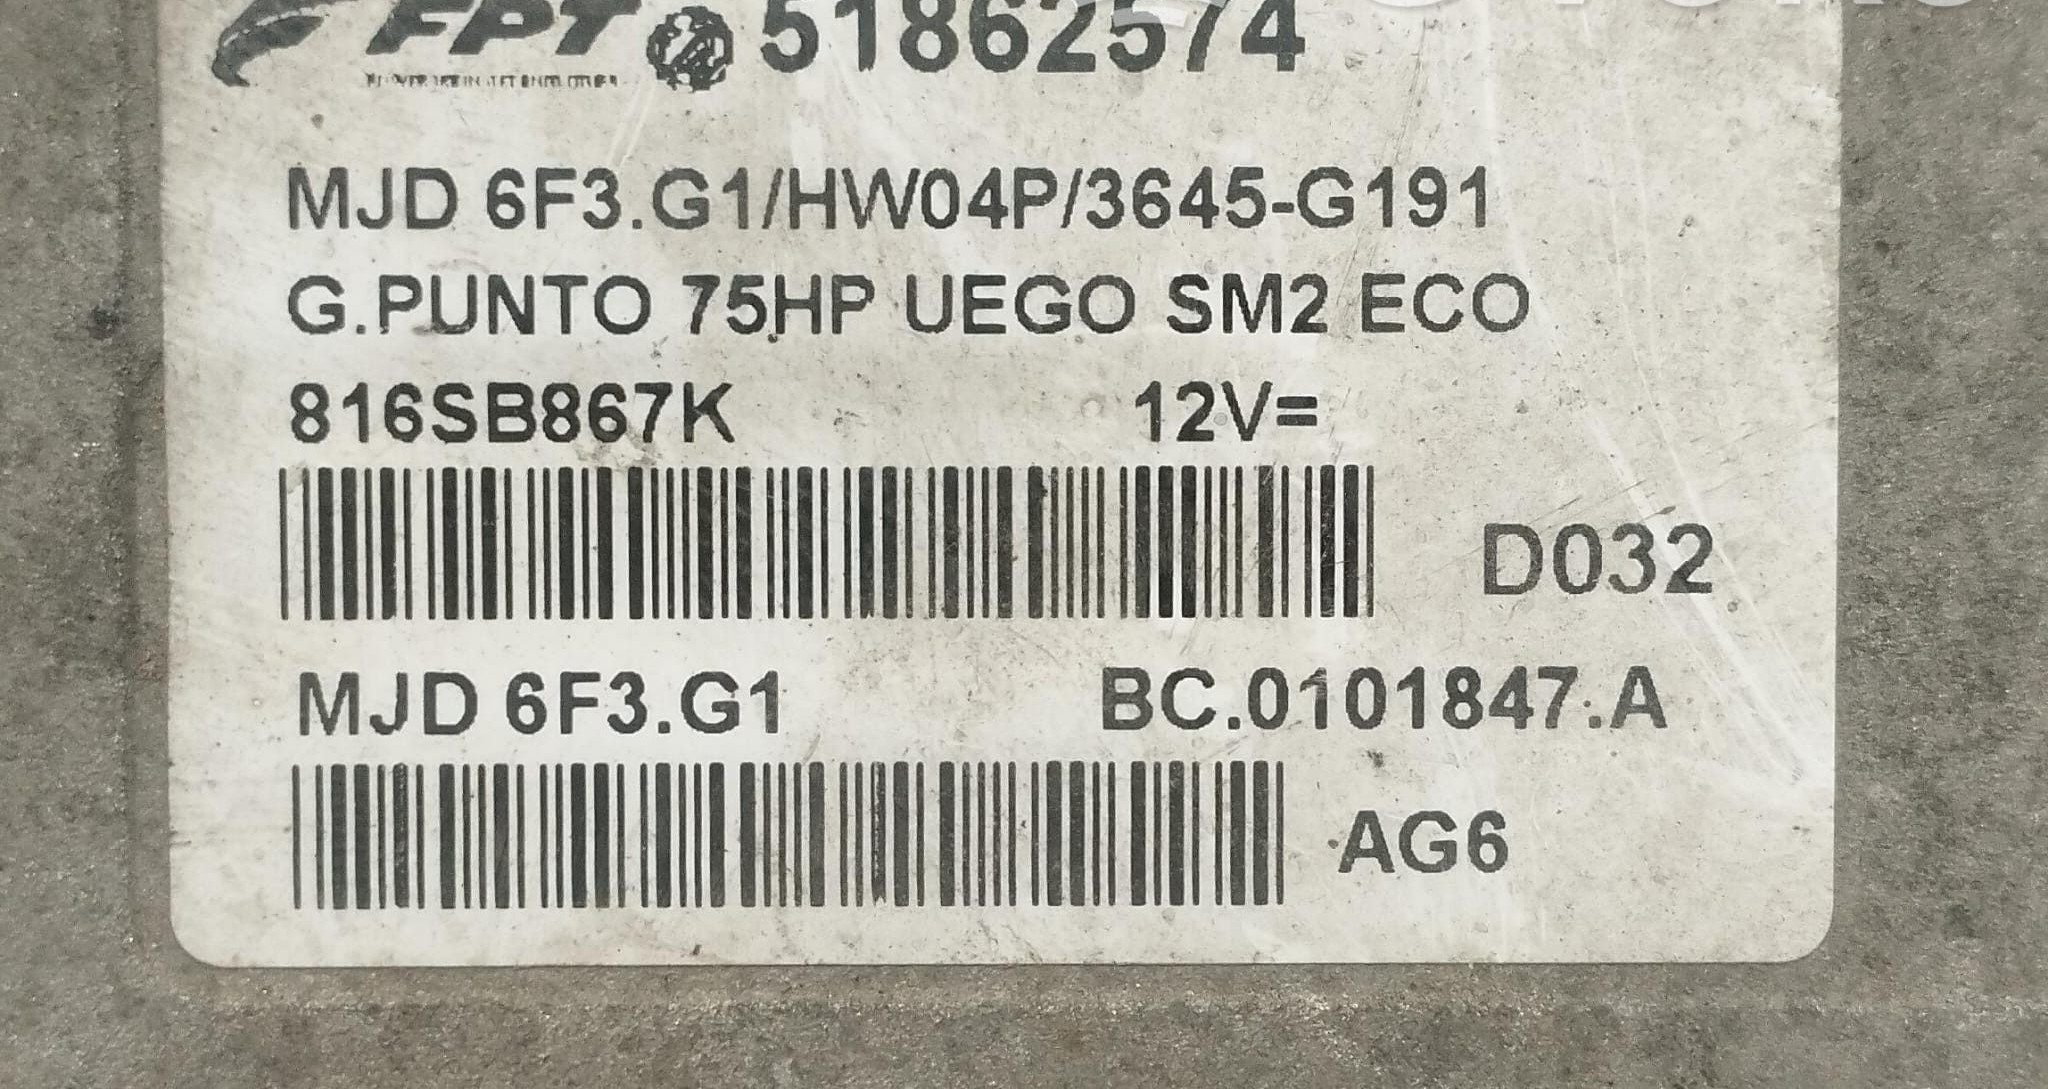 FPT 51862574
MJD 6F3.G1/HW04P/3645-G191
G.PUNTO 75HP UEGO SM2 ECO
816SB867K 12V=
D032
MJD 6F3.G1 BC.0101847.A
AG6